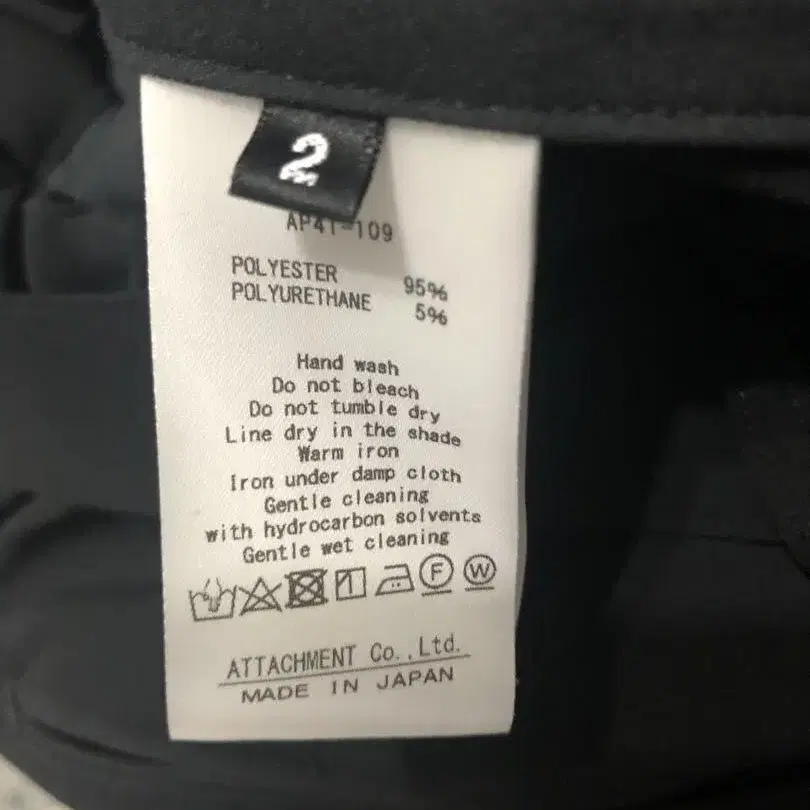 2
AP41-109
POLYESTER 95%
POLYURETHANE 5%
Hand wash
Do not bleach
Do not tumble dry
Line dry in the shade
Warm iron
Iron under damp cloth
Gentle cleaning
with hydrocarbon solvents
Gentle wet cleaning
F W
ATTACHMENT Co.,Ltd.
MADE IN JAPAN